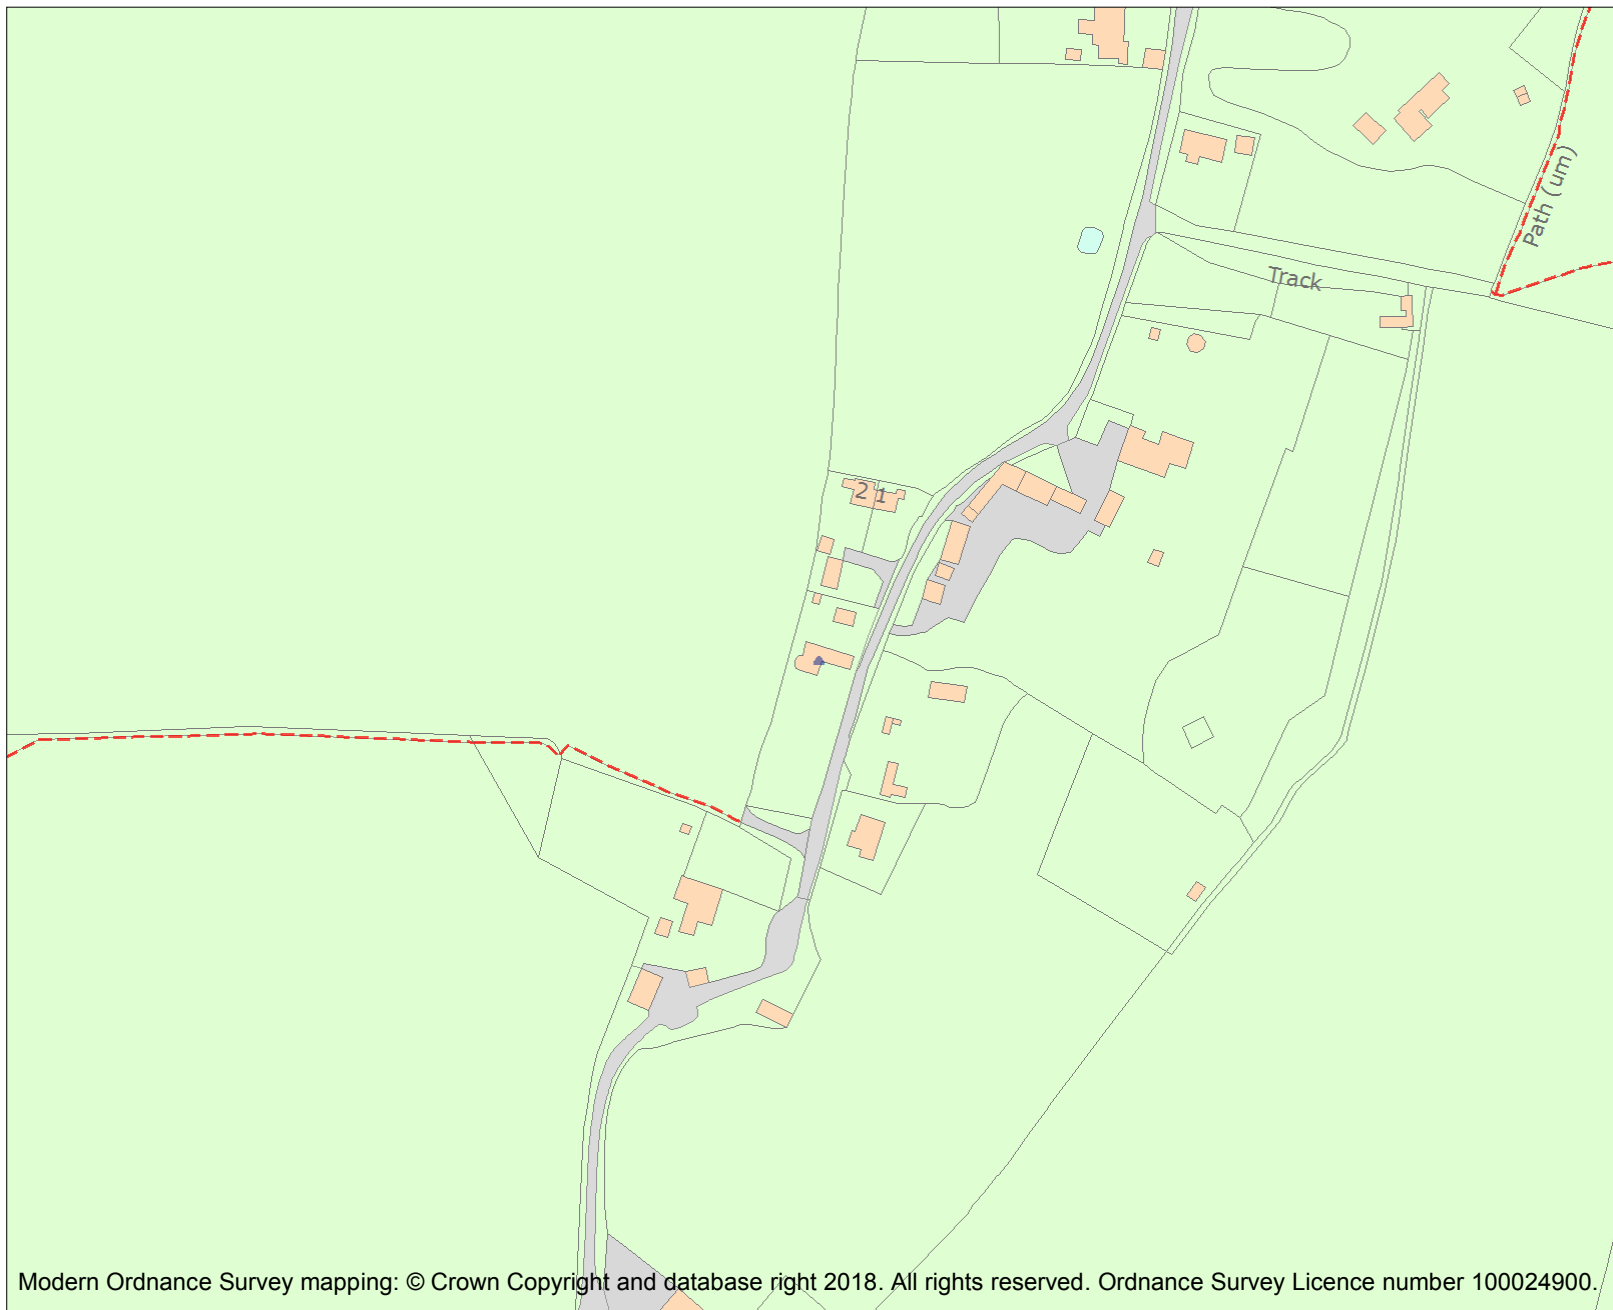 Path (um)
Track
2 1
Modern Ordnance Survey mapping: © Crown Copyright and database right 2018. All rights reserved. Ordnance Survey Licence number 100024900.